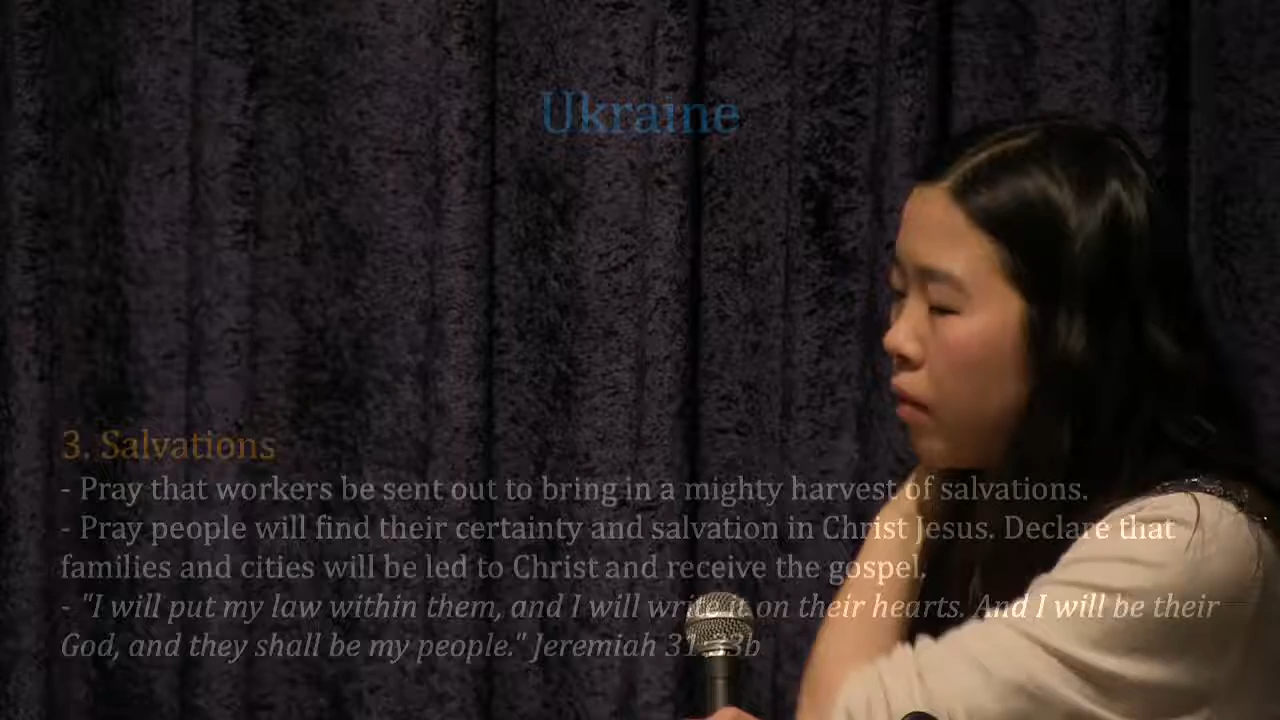 Ukraine
3. Salvations
- Pray that workers be sent out to bring in a mighty harvest of salvations.
- Pray people will find their certainty and salvation in Christ Jesus. Declare that
families and cities will be led to Christ and receive the gospel.
- "I will put my law within them, and I will write it on their hearts. And I will be their
God, and they shall be my people." Jeremiah